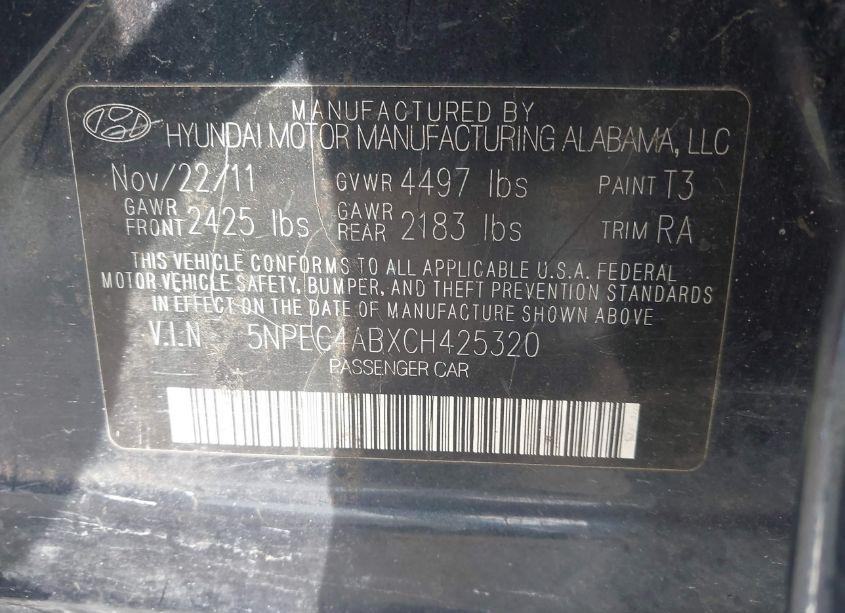 MANUFACTURED BY
HYUNDAI MOTOR MANUFACTURING ALABAMA, LLC
Nov/22/11 GVWR 4497 lbs PAINT T3
GAWR FRONT 2425 lbs GAWR REAR 2183 lbs TRIM RA
THIS VEHICLE CONFORMS TO ALL APPLICABLE U.S.A. FEDERAL
MOTOR VEHICLE SAFETY, BUMPER, AND THEFT PREVENTION STANDARDS
IN EFFECT ON THE DATE OF MANUFACTURE SHOWN ABOVE
V.I.N 5NPEC4ABXCH425320
PASSENGER CAR